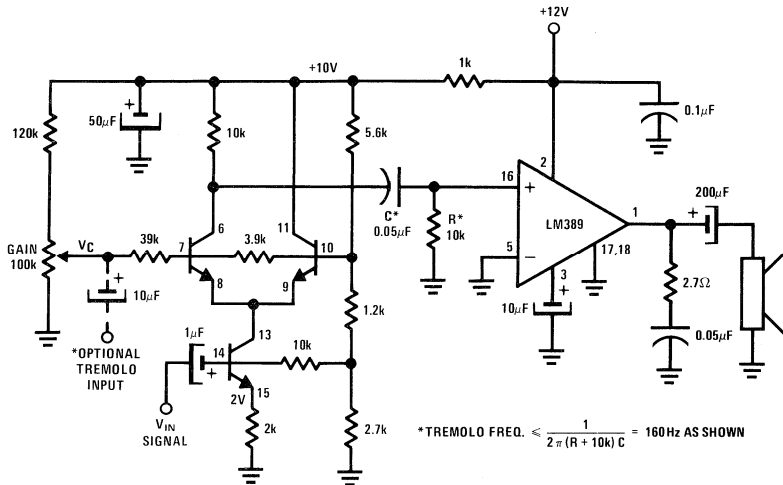 +12V
+10V
1k
120k
50μF
+
10k
5.6k
0.1μF
2
16
+
LM389
1
200μF
+
C*
0.05μF
R*
10k
6
11
GAIN
100k
VC
39k
7
3.9k
10
5
−
17,18
3
+
10μF
8
9
+
10μF
2.7Ω
0.05μF
1.2k
*OPTIONAL
TREMOLO
INPUT
1μF
+
13
14
10k
15
2V
VIN
SIGNAL
2k
2.7k
*TREMOLO FREQ. ⩽ 1 / 2π(R + 10k) C = 160Hz AS SHOWN